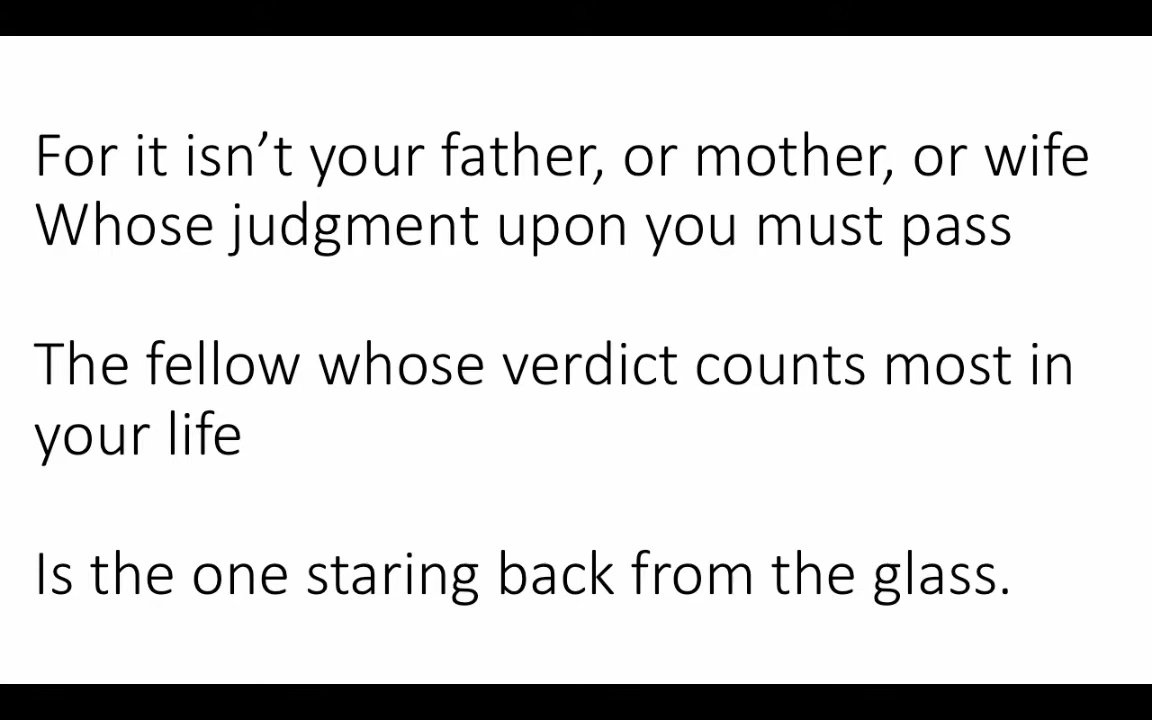 For it isn’t your father, or mother, or wife
Whose judgment upon you must pass
The fellow whose verdict counts most in
your life
Is the one staring back from the glass.